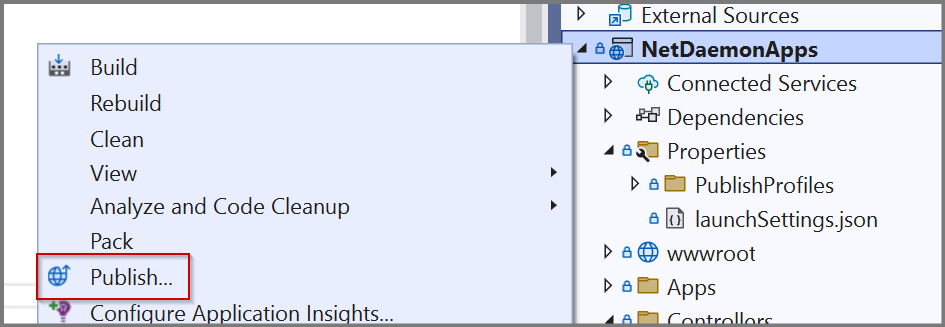 Build
Rebuild
Clean
View
Analyze and Code Cleanup
Pack
Publish...
Configure Application Insights...
External Sources
NetDaemonApps
Connected Services
Dependencies
Properties
PublishProfiles
launchSettings.json
wwwroot
Apps
Controllers